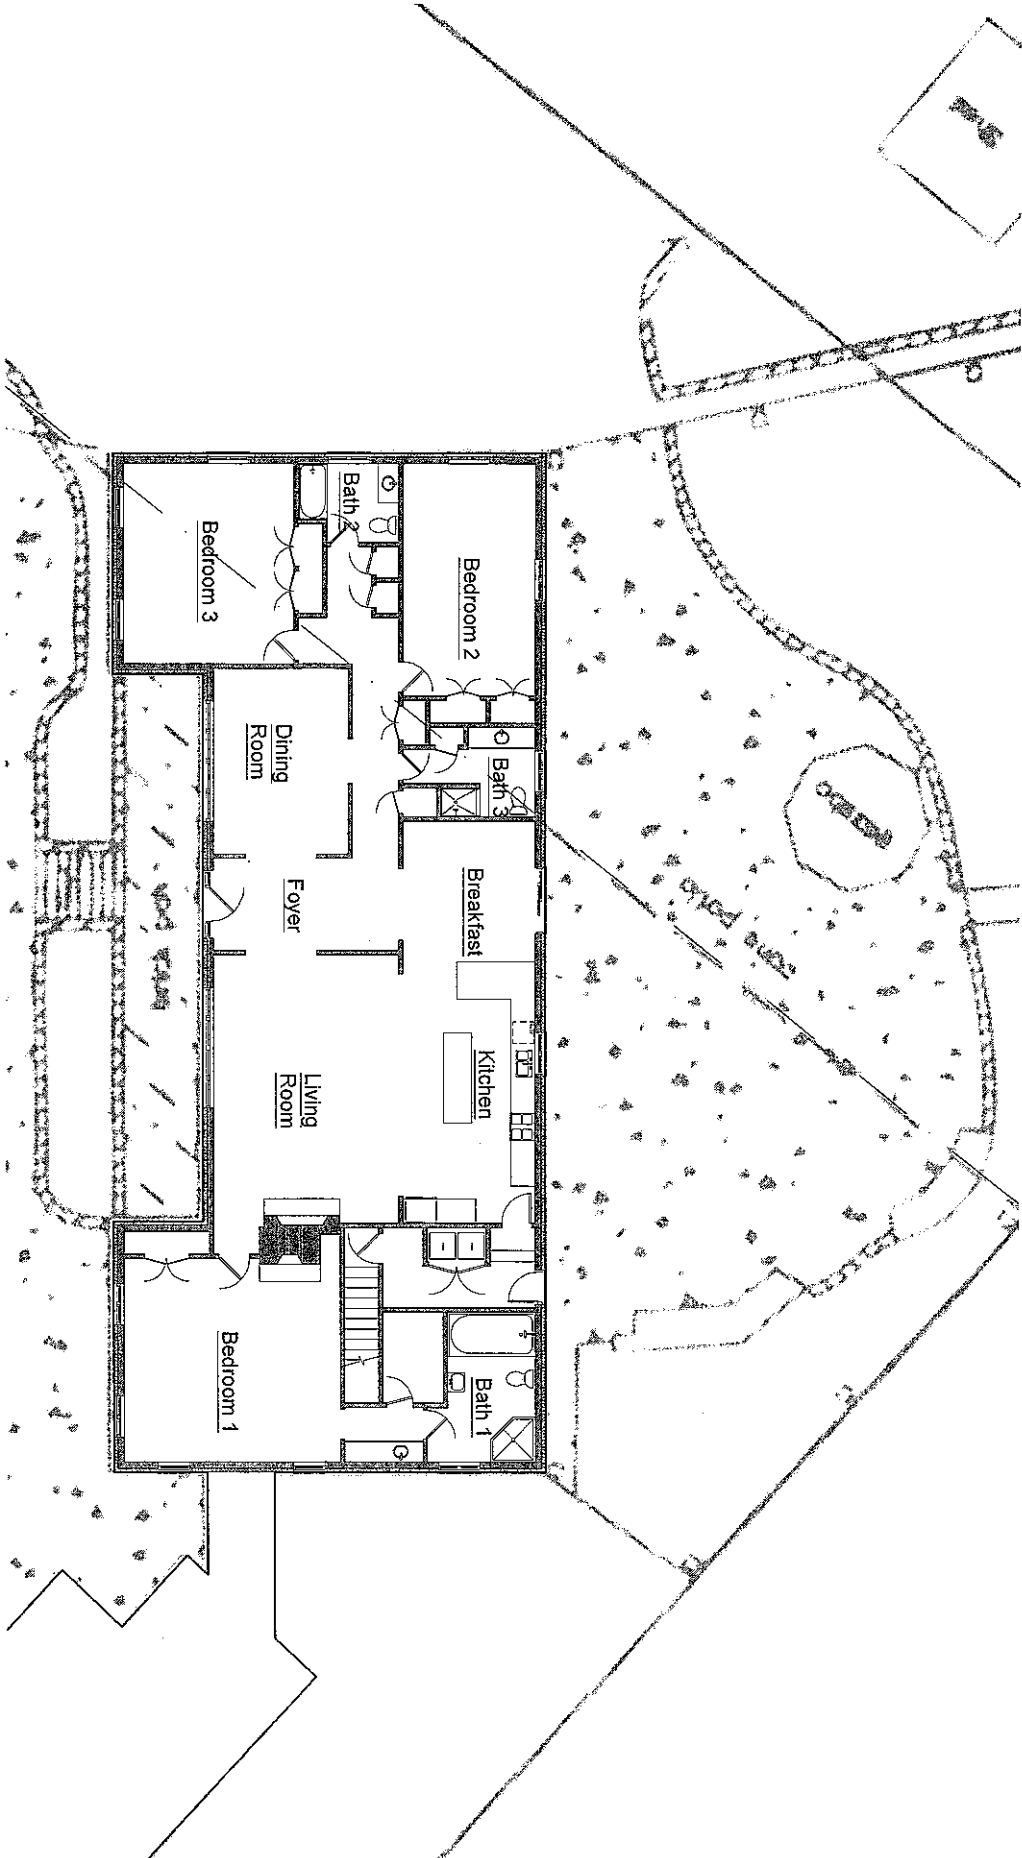 Bedroom 2
Bath 3
Breakfast
Kitchen
Bath 1
Bath 2
Bedroom 3
Dining
Room
Foyer
Living
Room
Bedroom 1